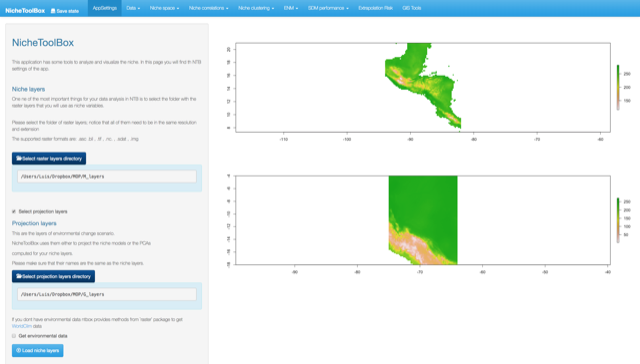 NicheToolBox Save state AppSettings Data Niche space Niche correlations Niche clustering ENM SDM performance Extrapolation Risk GIS Tools
NicheToolBox
This application has some tools to analyze and visualize the niche. In this page you will find th NTB
settings of the app.
Niche layers
One ne of the most important things for your data analysis in NTB is to select the folder with the
raster layers that you will use as niche variables.
Please select the folder of raster layers; notice that all of them need to be in the same resolution
and extension
The supported raster formats are .asc, .bil , .tif , .nc, .. sdat , .img
Select raster layers directory
/Users/Luis/Dropbox/MOP/M_layers
Select projection layers
Projection layers
This are the layers of environmental change scenario.
NicheToolBox uses them either to project the niche models or the PCAs
computed for your niche layers.
Please make sure that their names are the same as the niche layers.
Select projection layers directory
/Users/Luis/Dropbox/MOP/G_layers
If you don't have environmental data ntbox provides methods from 'raster' package to get
WorldClim data
Get environmental data
Load niche layers
20
18
16
14
12
10
8
-110
-100
-90
-80
-70
-60
250
200
150
-4
-6
-8
-10
-12
-14
-16
-18
-90
-80
-70
-60
-50
-40
250
200
150
100
50